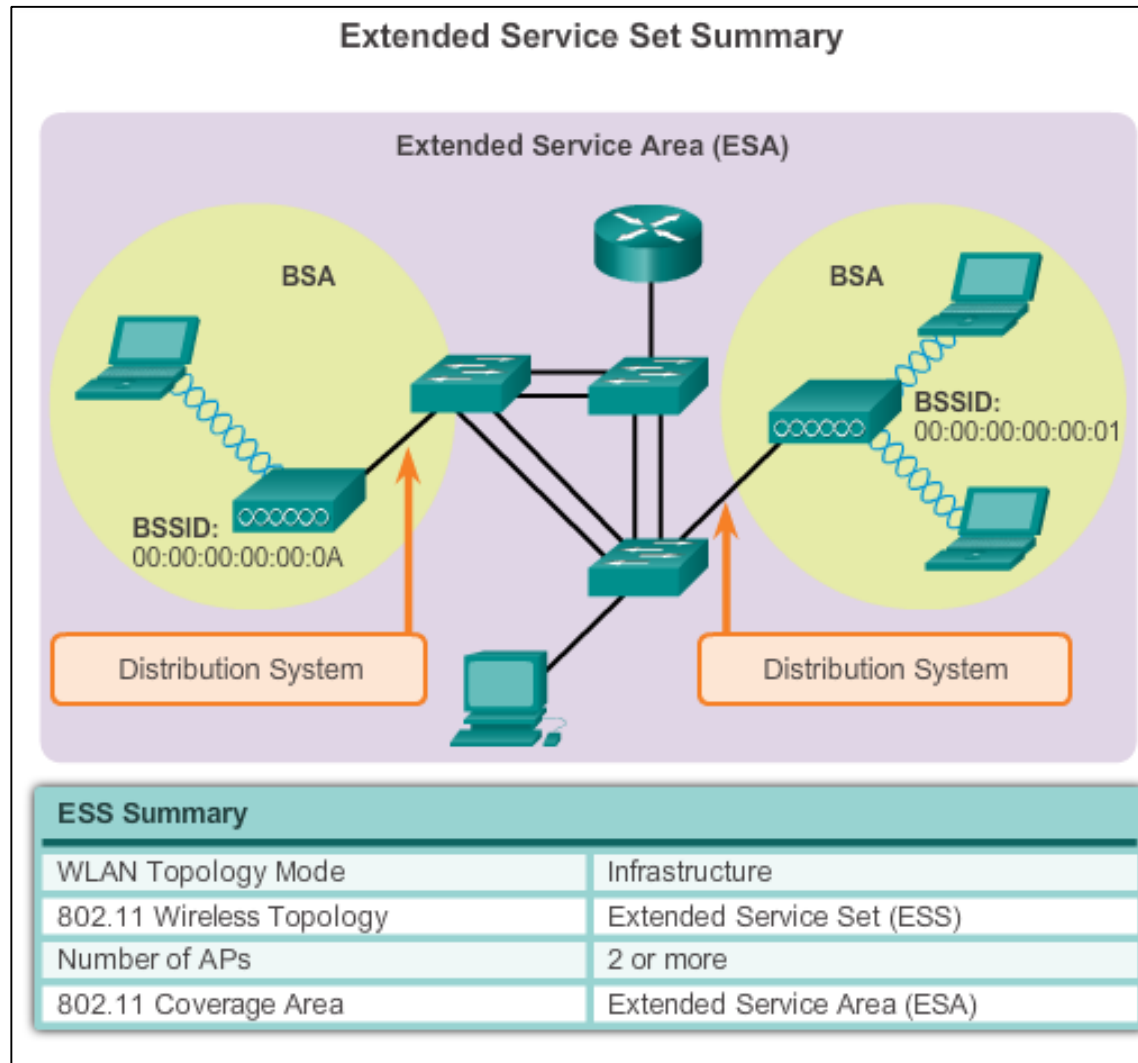 Extended Service Set Summary
Extended Service Area (ESA)
BSA
BSA
BSSID:
00:00:00:00:00:01
BSSID:
00:00:00:00:00:0A
Distribution System
Distribution System
ESS Summary
WLAN Topology Mode Infrastructure
802.11 Wireless Topology Extended Service Set (ESS)
Number of APs 2 or more
802.11 Coverage Area Extended Service Area (ESA)